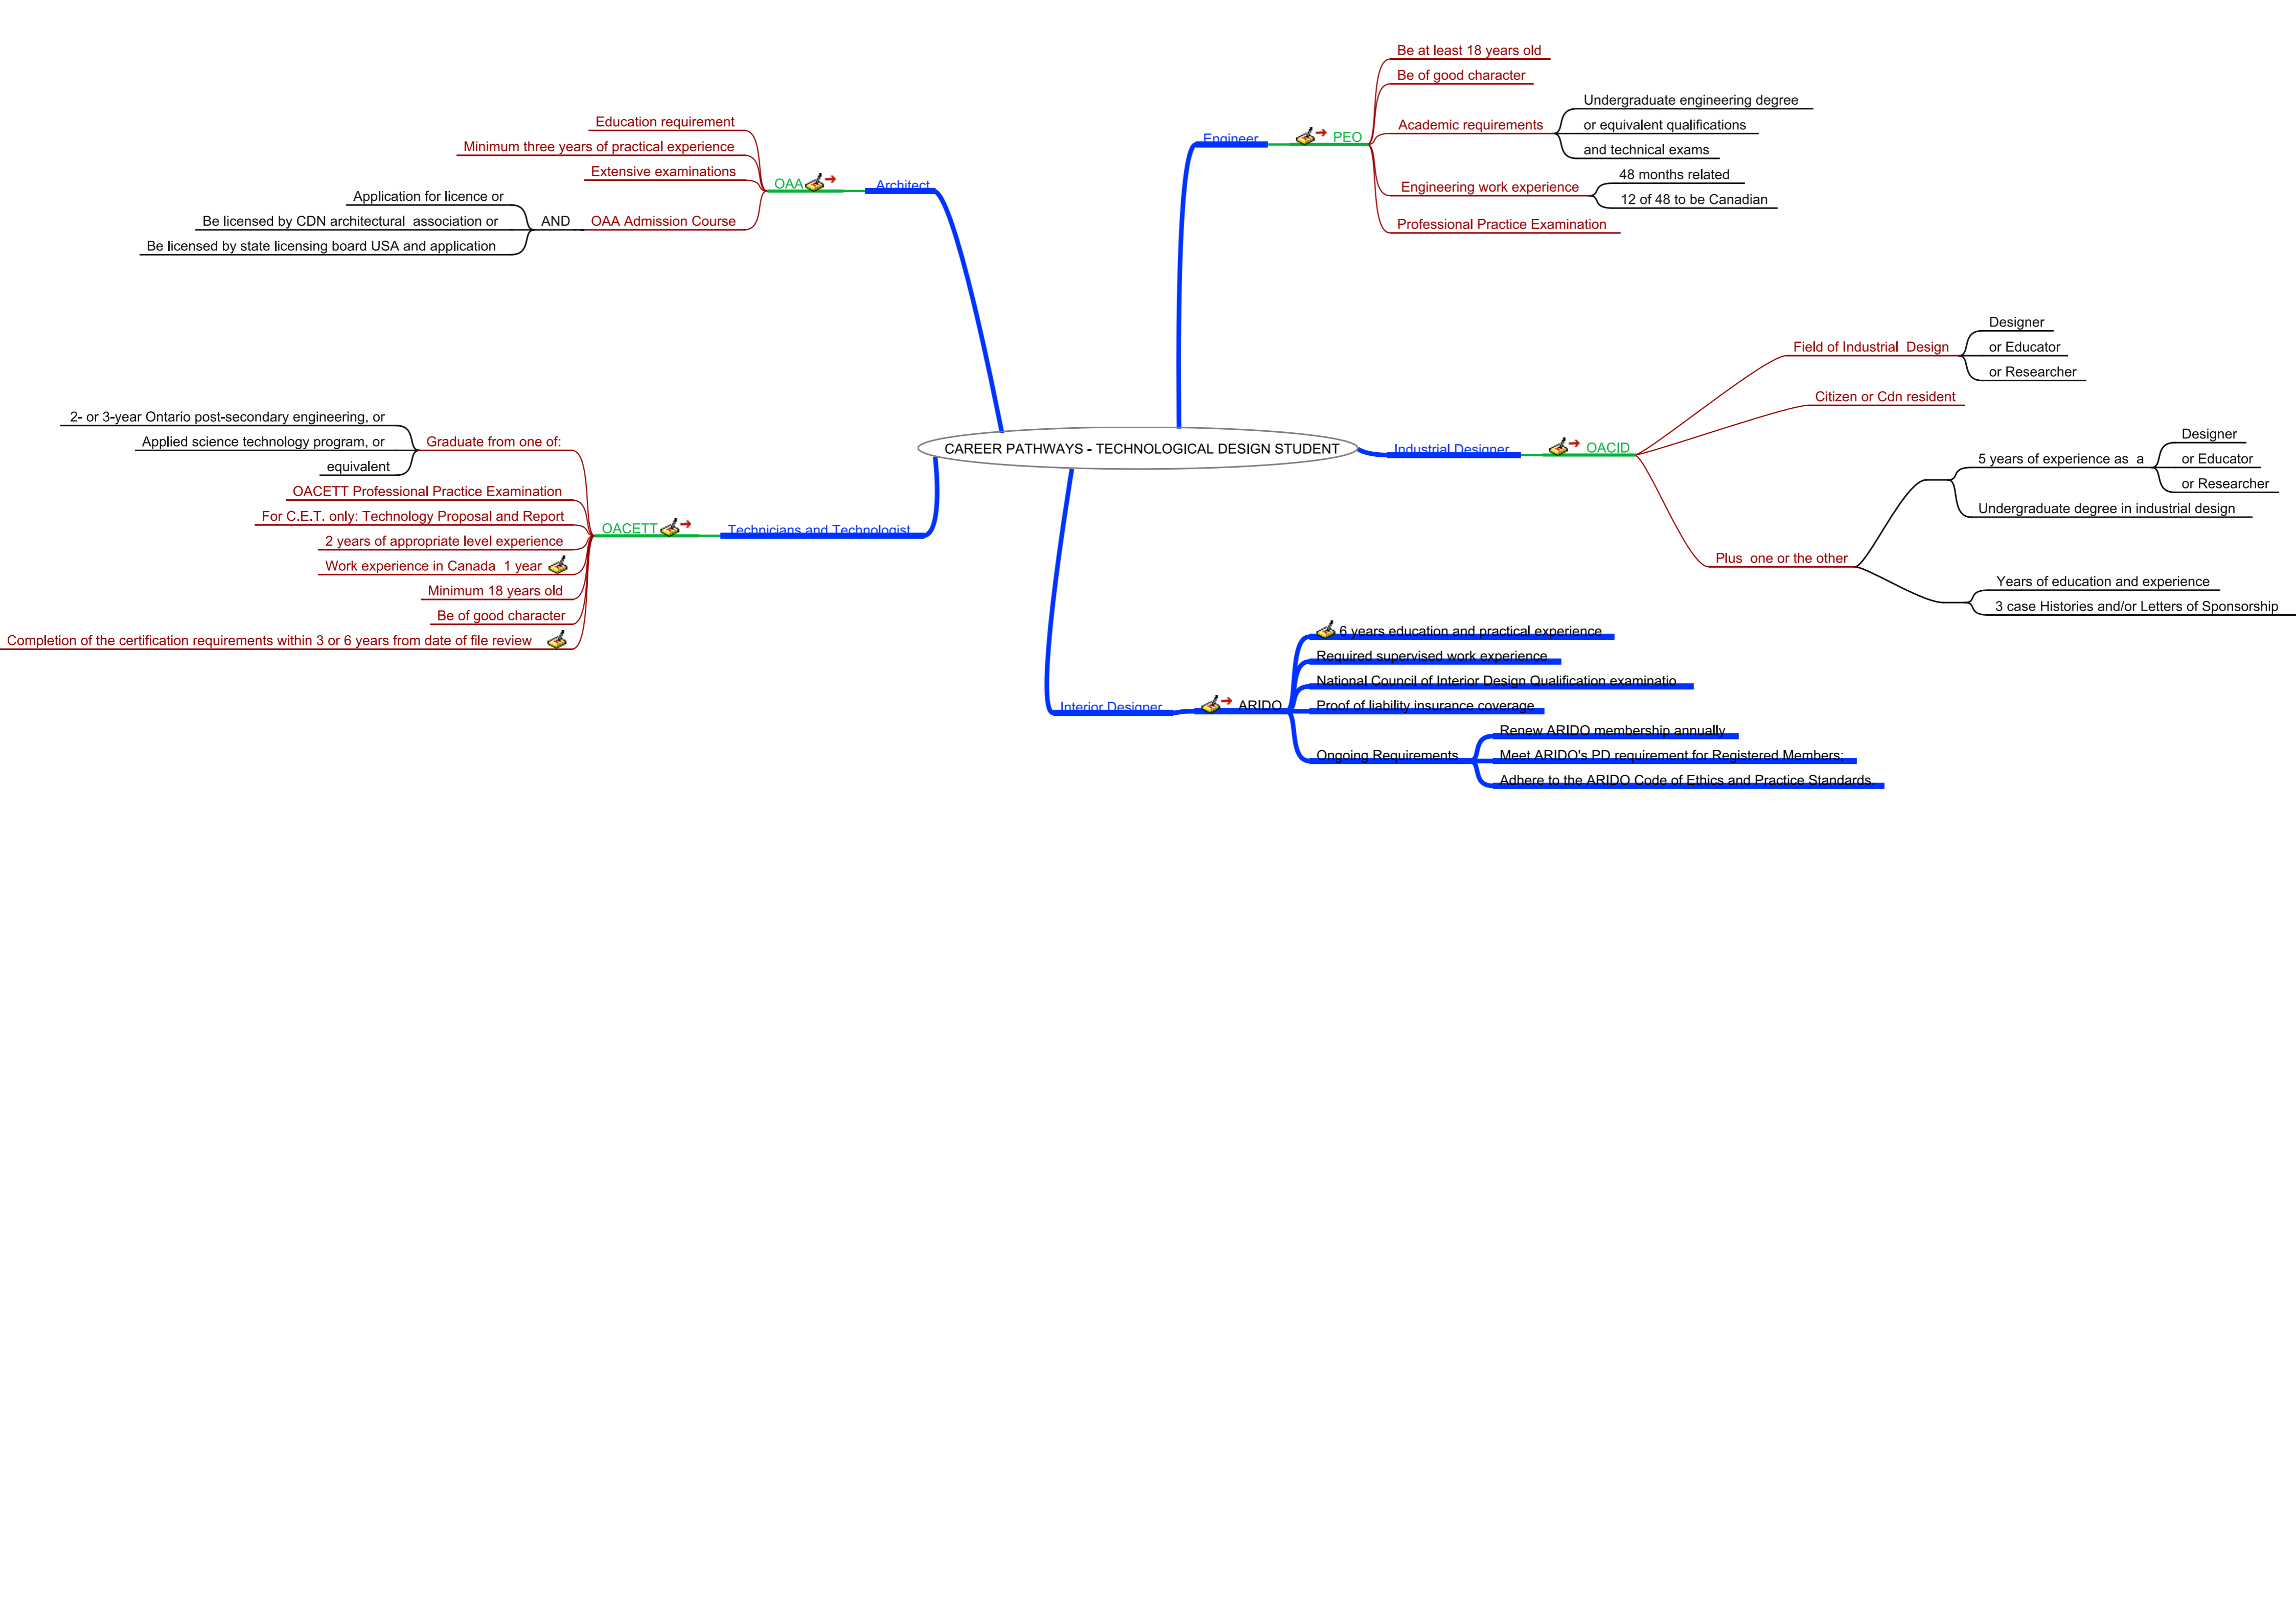 CAREER PATHWAYS - TECHNOLOGICAL DESIGN STUDENT
Engineer
PEO
Be at least 18 years old
Be of good character
Academic requirements
Undergraduate engineering degree
or equivalent qualifications
and technical exams
Engineering work experience
48 months related
12 of 48 to be Canadian
Professional Practice Examination
Industrial Designer
OACID
Field of Industrial Design
Designer
or Educator
or Researcher
Citizen or Cdn resident
Plus one or the other
5 years of experience as a
Designer
or Educator
or Researcher
Undergraduate degree in industrial design
Years of education and experience
3 case Histories and/or Letters of Sponsorship
Interior Designer
ARIDO
6 years education and practical experience
Required supervised work experience
National Council of Interior Design Qualification examinatio
Proof of liability insurance coverage
Ongoing Requirements
Renew ARIDO membership annually
Meet ARIDO's PD requirement for Registered Members;
Adhere to the ARIDO Code of Ethics and Practice Standards.
Architect
OAA
Education requirement
Minimum three years of practical experience
Extensive examinations
OAA Admission Course
AND
Application for licence or
Be licensed by CDN architectural association or
Be licensed by state licensing board USA and application
Technicians and Technologist
OACETT
Graduate from one of:
2- or 3-year Ontario post-secondary engineering, or
Applied science technology program, or
equivalent
OACETT Professional Practice Examination
For C.E.T. only: Technology Proposal and Report
2 years of appropriate level experience
Work experience in Canada 1 year
Minimum 18 years old
Be of good character
Completion of the certification requirements within 3 or 6 years from date of file review